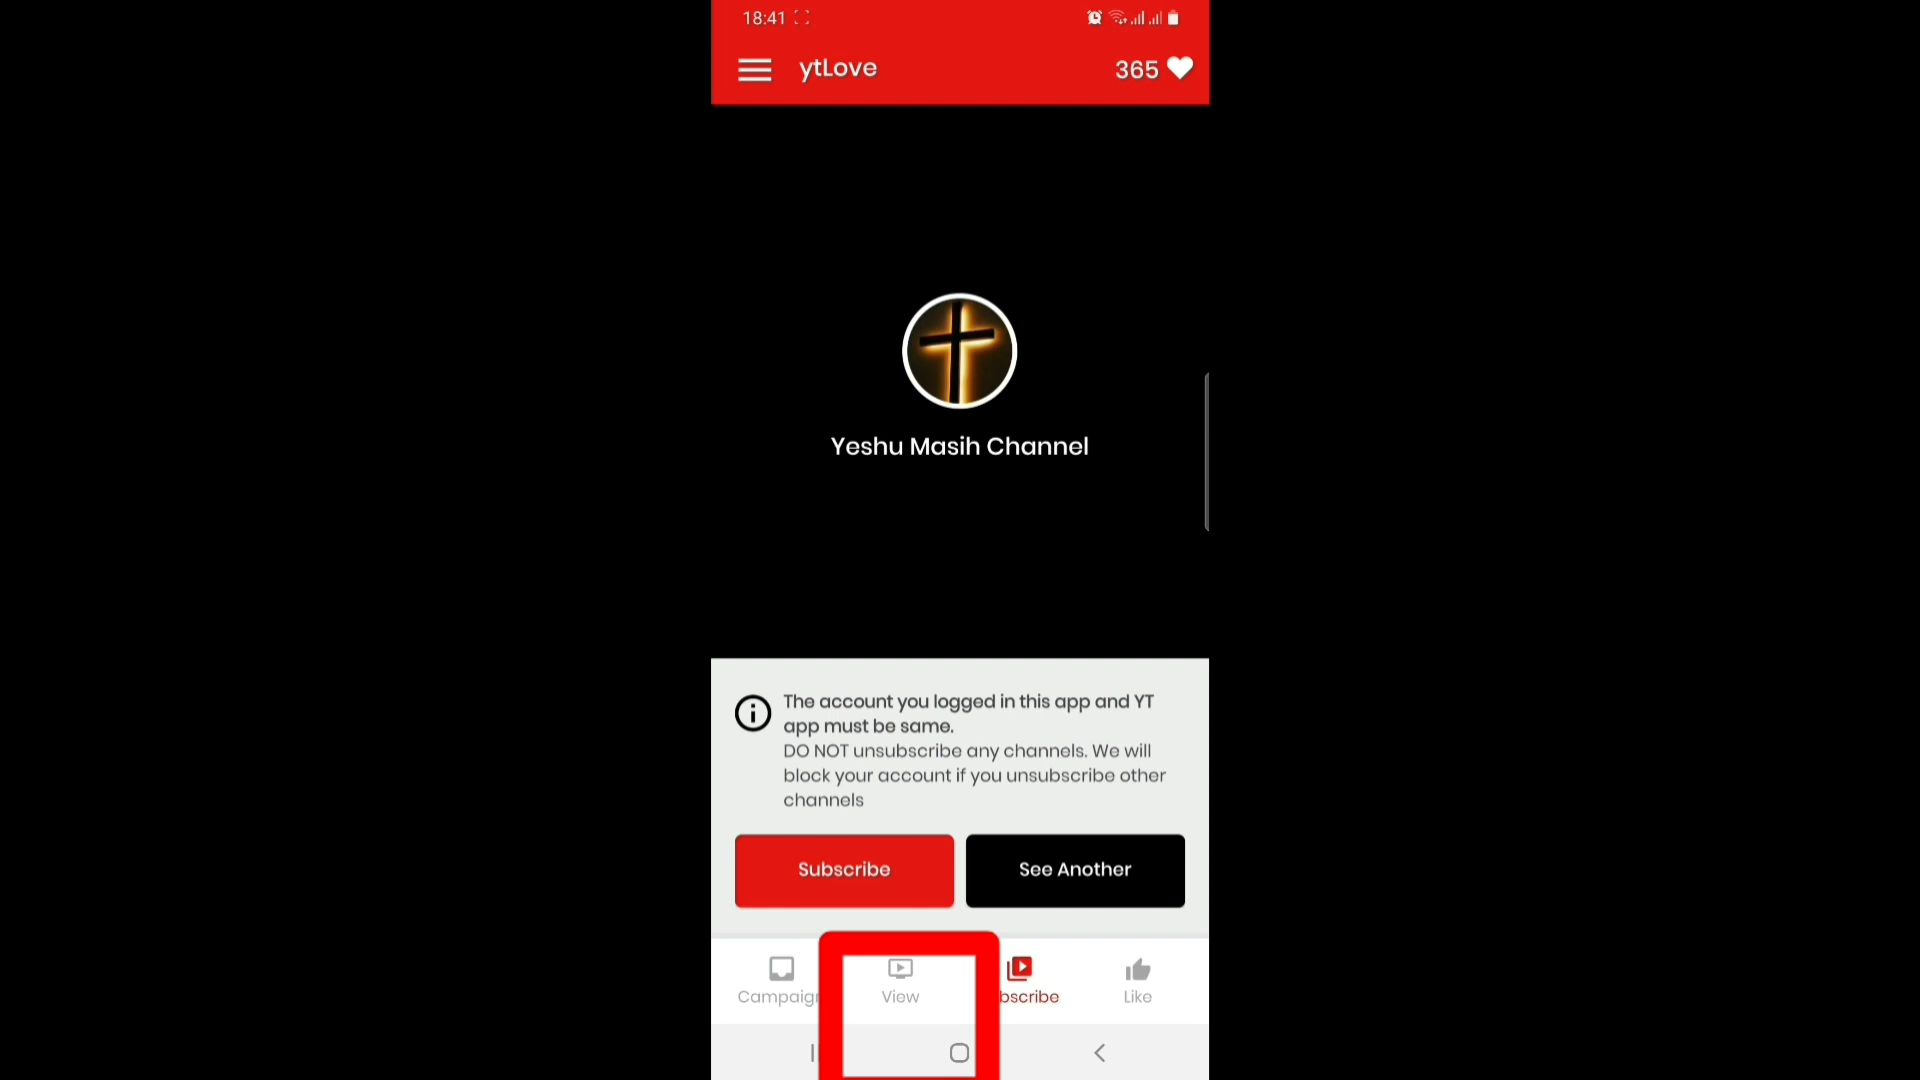 18:41
ytLove
365
Yeshu Masih Channel
The account you logged in this app and YT
app must be same.
DO NOT unsubscribe any channels. We will
block your account if you unsubscribe other
channels
Subscribe
See Another
Campaign
View
bscribe
Like